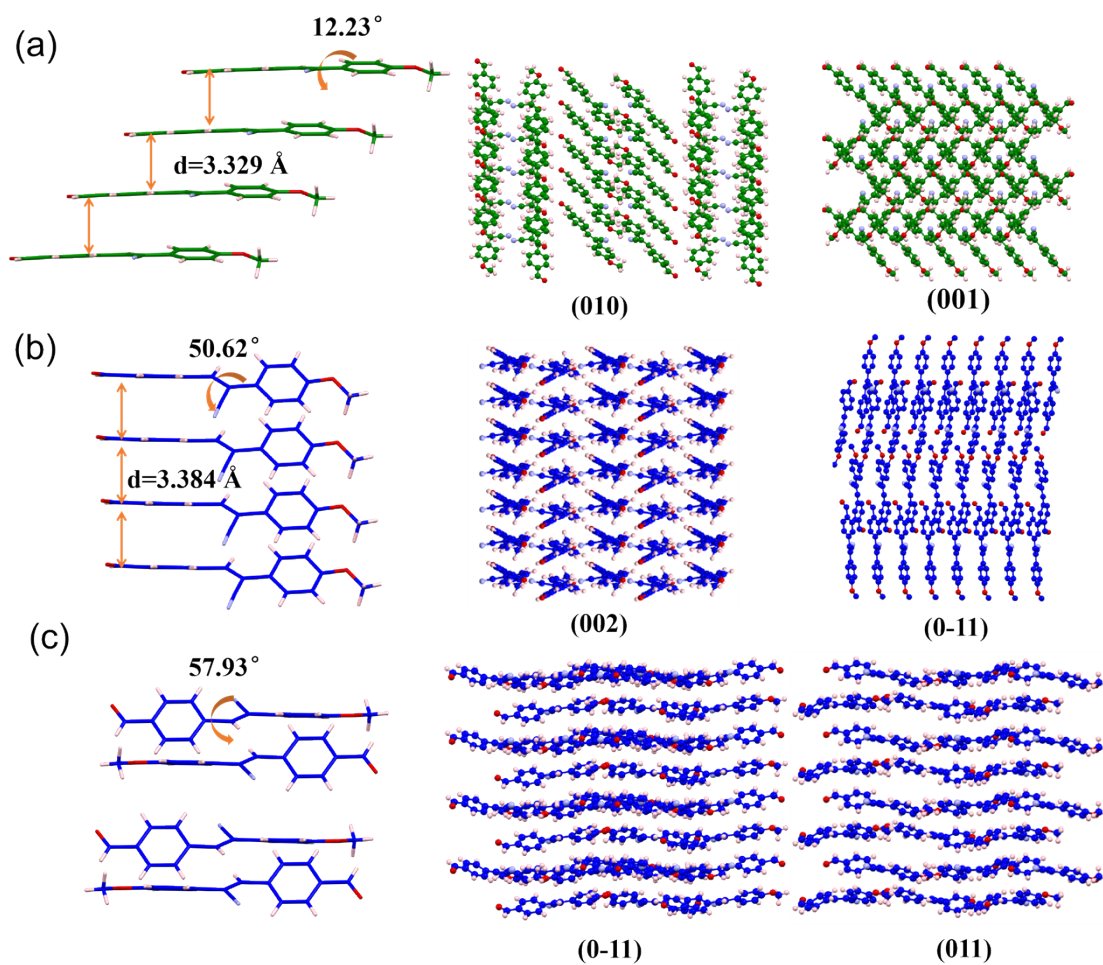 (a)
12.23°
d=3.329 Å
(010)
(001)
(b)
50.62°
d=3.384 Å
(002)
(0-11)
(c)
57.93°
(0-11)
(011)